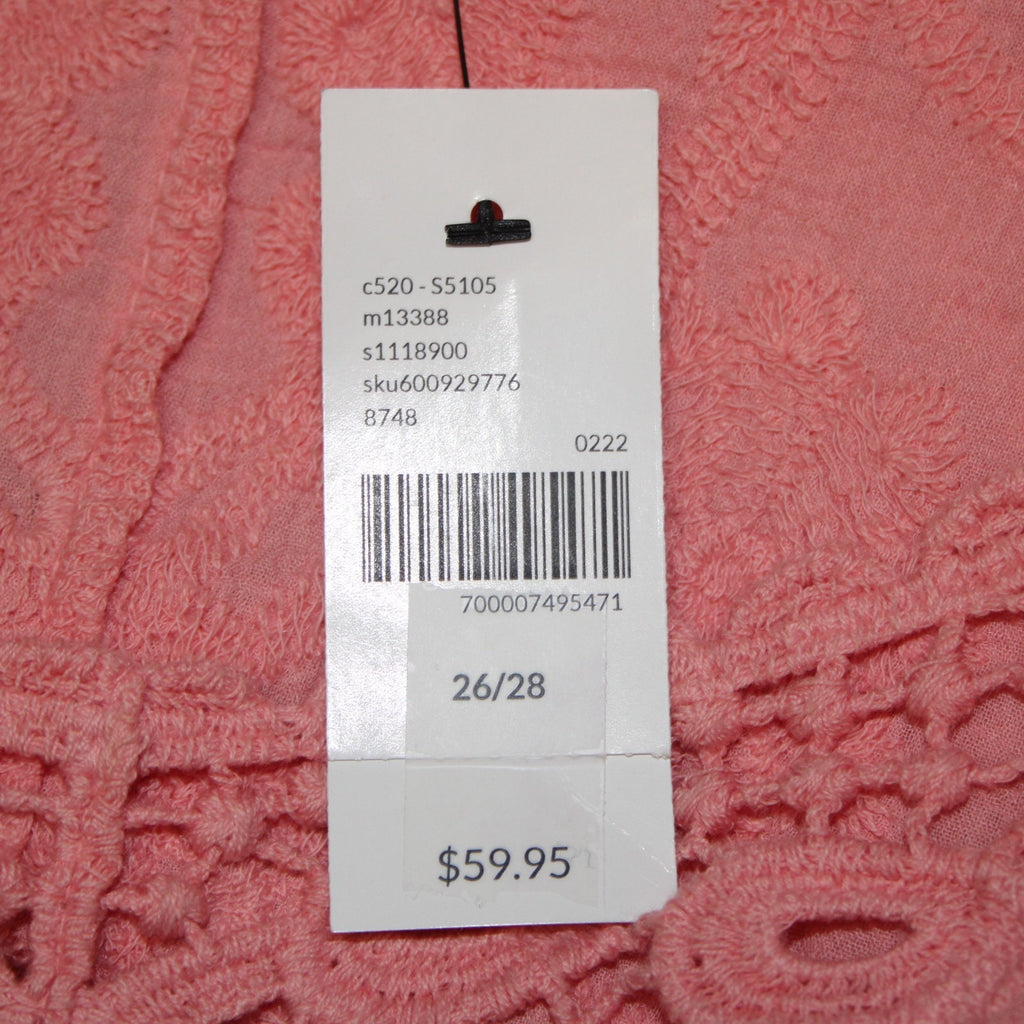 c520 - S5105
m13388
s1118900
sku600929776
8748
0222
700007495471
26/28
$59.95